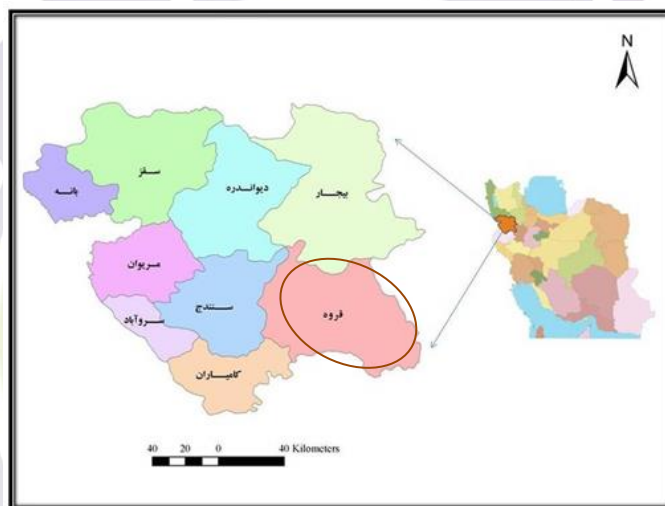 N
سقز
بانه
دیواندره
بیجار
مریوان
سنندج
سروآباد
قروه
کامیاران
40 20 0 40 Kilometers